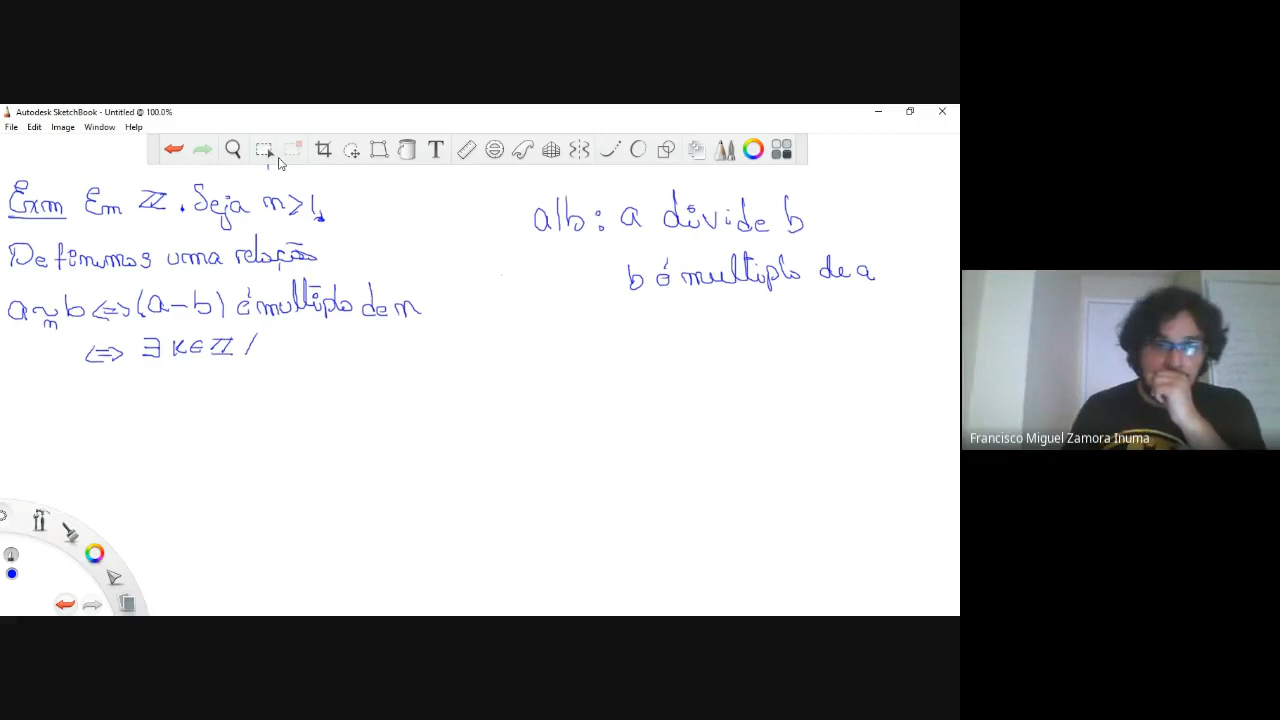 Autodesk SketchBook - Untitled @ 100.0%
File Edit Image Window Help
T
Exm Em ℤ. Seja n>1,
Definimos uma relação
a ~n b <=> (a-b) é multíplo de n
<=> ∃ k∈ℤ /
a|b: a divide b
b é multiplo de a
Francisco Miguel Zamora Inuma